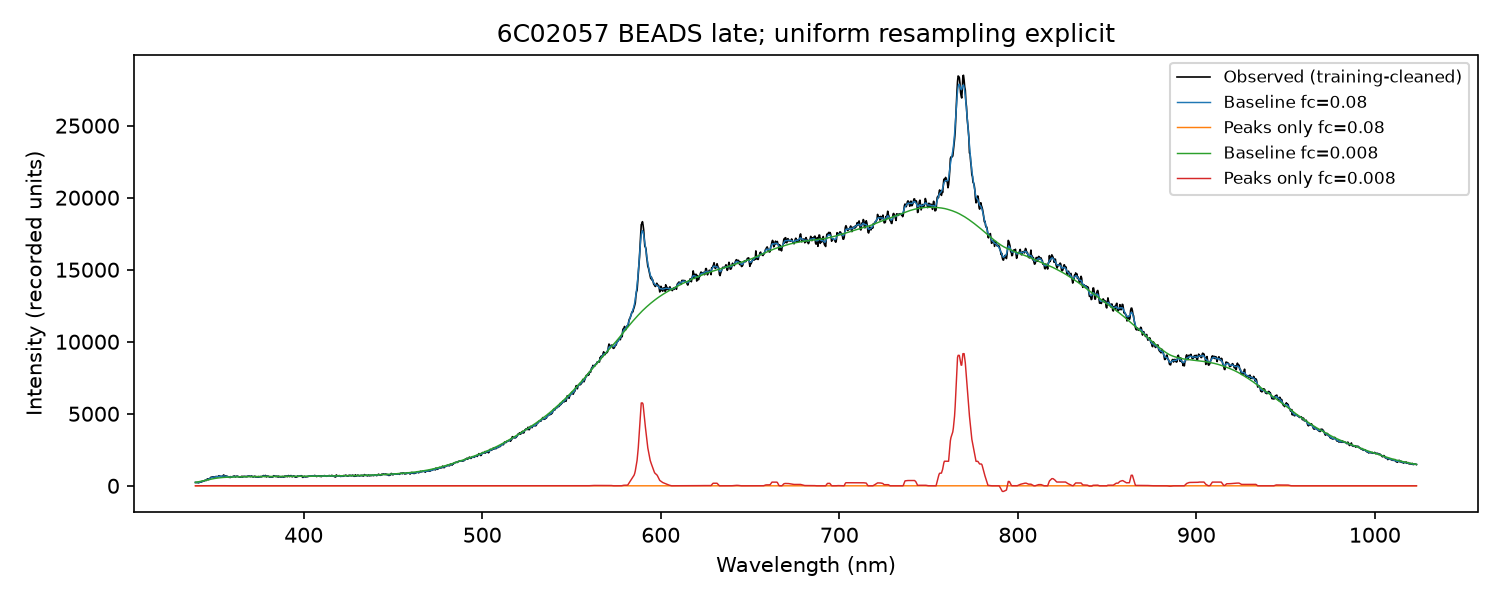 6C02057 BEADS late; uniform resampling explicit
Observed (training-cleaned)
Baseline fc=0.08
Peaks only fc=0.08
Baseline fc=0.008
Peaks only fc=0.008
Intensity (recorded units)
25000
20000
15000
10000
5000
0
400 500 600 700 800 900 1000
Wavelength (nm)